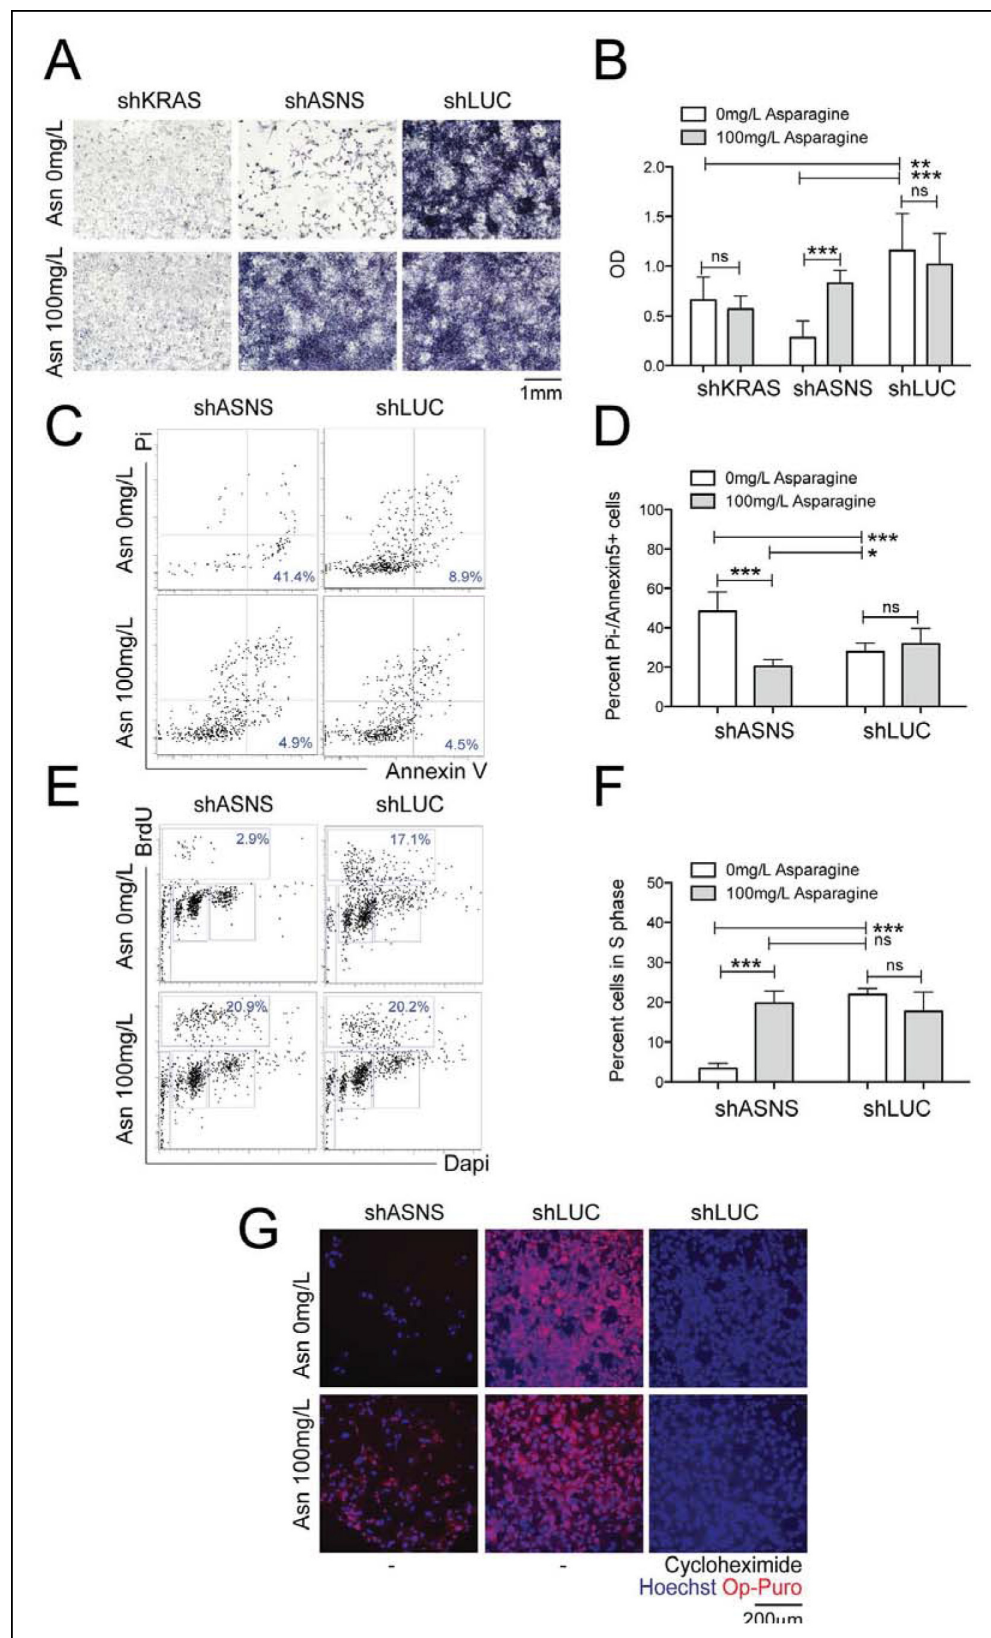 A
shKRAS shASNS shLUC
Asn 0mg/L
Asn 100mg/L
1mm
B
0mg/L Asparagine
100mg/L Asparagine
2.0
1.5
1.0
0.5
0.0
OD
**
***
ns
ns
***
shKRAS shASNS shLUC
C
shASNS shLUC
Pi
Asn 0mg/L
41.4% 8.9%
Asn 100mg/L
4.9% 4.5%
Annexin V
D
0mg/L Asparagine
100mg/L Asparagine
100
80
60
40
20
0
Percent Pi-/Annexin5+ cells
***
*
***
ns
shASNS shLUC
E
shASNS shLUC
BrdU
Asn 0mg/L
2.9% 17.1%
Asn 100mg/L
20.9% 20.2%
Dapi
F
0mg/L Asparagine
100mg/L Asparagine
50
40
30
20
10
0
Percent cells in S phase
***
ns
***
ns
shASNS shLUC
G
shASNS shLUC shLUC
Asn 0mg/L
Asn 100mg/L
- - Cycloheximide
Hoechst Op-Puro
200µm